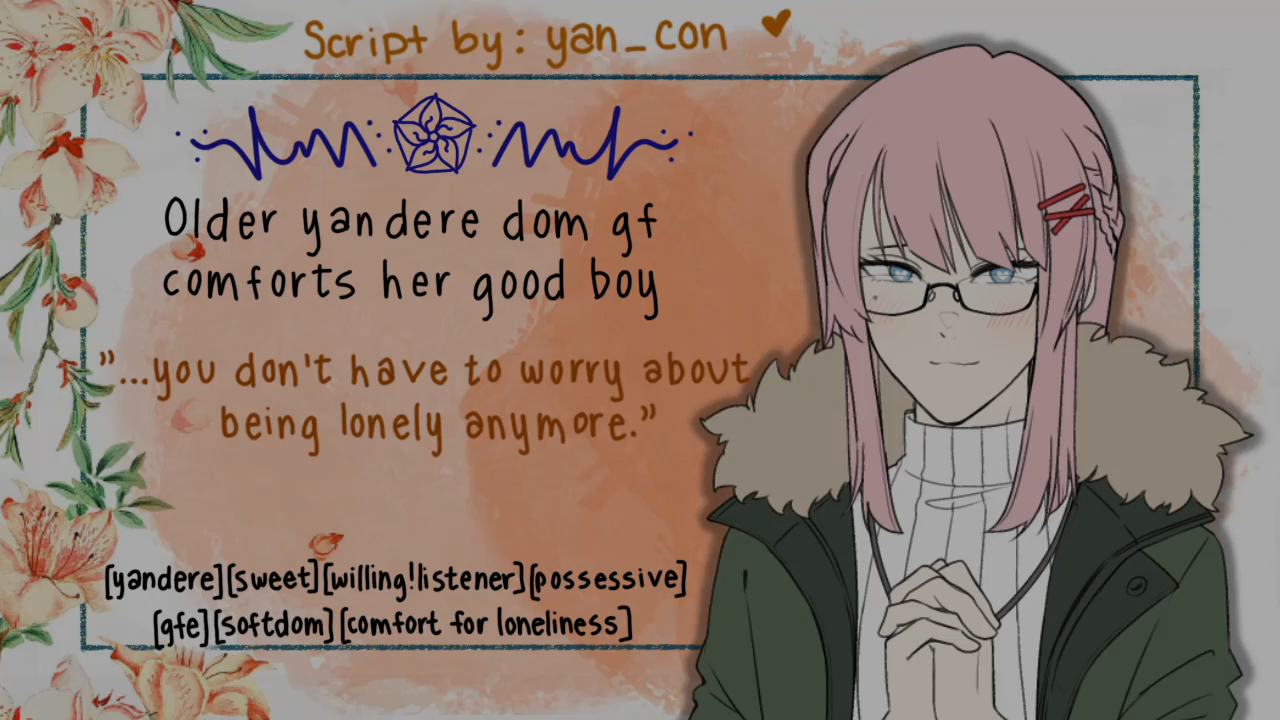 Script by: yan_con
Older yandere dom gf
comforts her good boy
"...you don't have to worry about
being lonely anymore."
[yandere][sweet][willing!listener][possessive]
[gfe][softdom][comfort for loneliness]